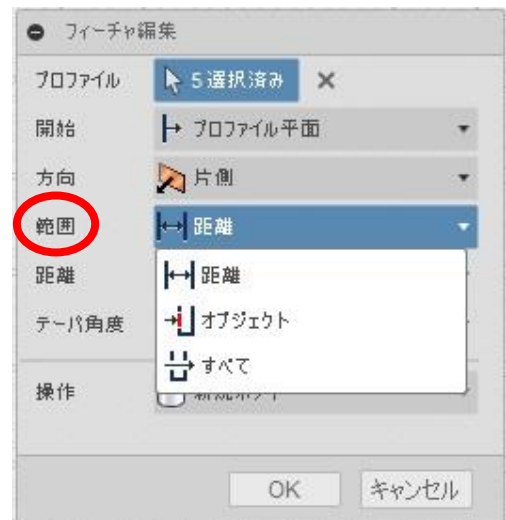 フィーチャ編集
プロファイル 5 選択済み
開始 プロファイル平面
方向 片側
範囲 距離
距離 距離
オブジェクト
テーパ角度
すべて
操作
OK キャンセル